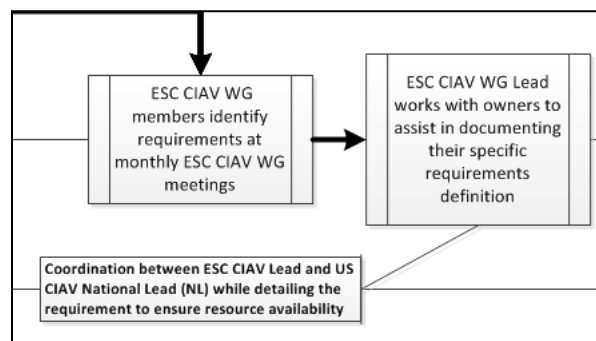 ESC CIAV WG
members identify
requirements at
monthly ESC CIAV WG
meetings
ESC CIAV WG Lead
works with owners to
assist in documenting
their specific
requirements
definition
Coordination between ESC CIAV Lead and US
CIAV National Lead (NL) while detailing the
requirement to ensure resource availability